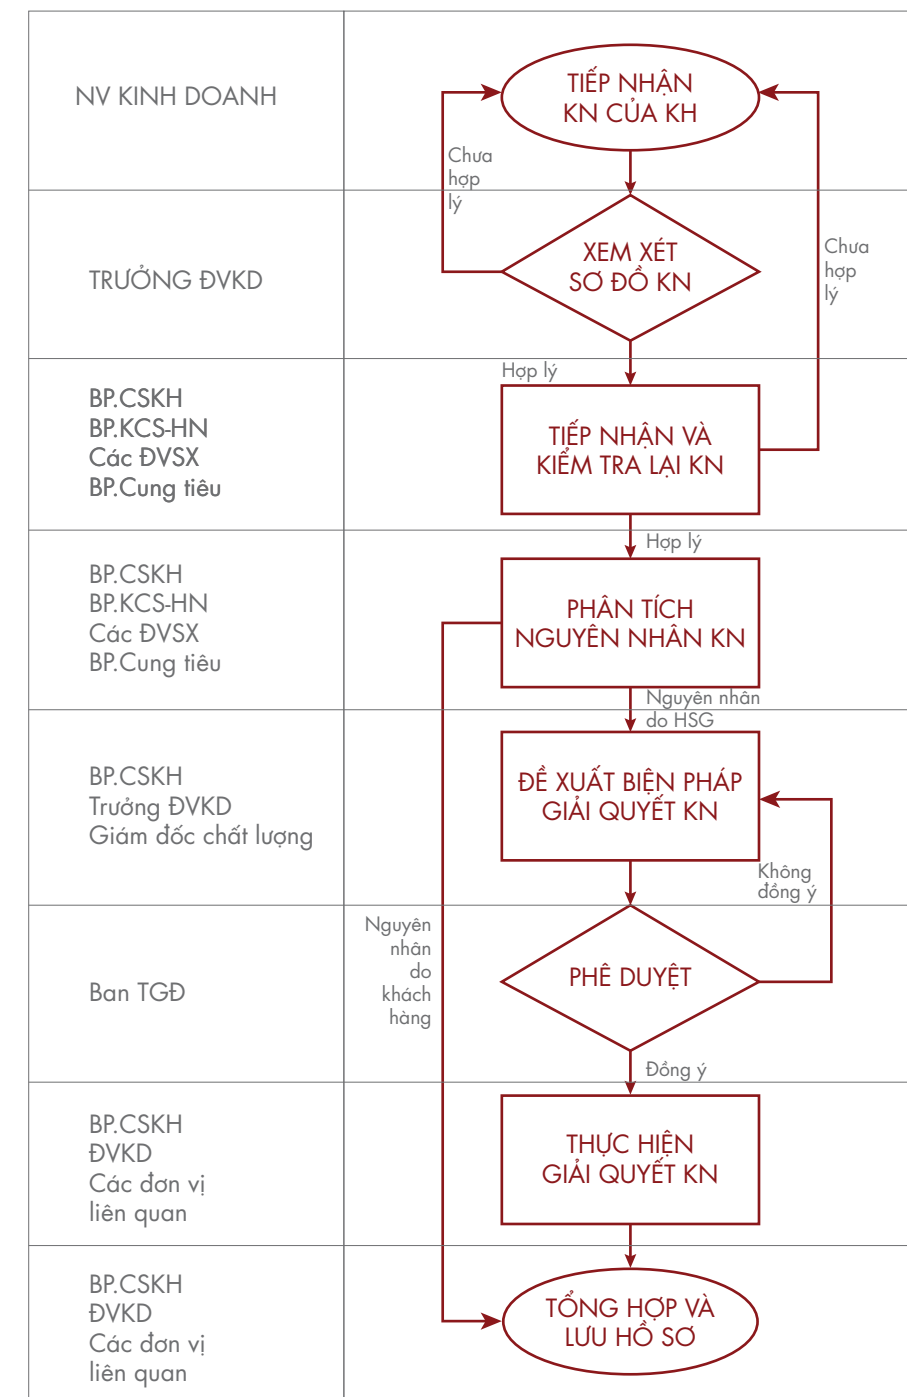 NV KINH DOANH
TIẾP NHẬN
KN CỦA KH
Chưa
hợp
lý
TRƯỞNG ĐVKD
XEM XÉT
SƠ ĐỒ KN
Chưa
hợp
lý
Hợp lý
BP.CSKH
BP.KCS-HN
Các ĐVSX
BP.Cung tiêu
TIẾP NHẬN VÀ
KIỂM TRA LẠI KN
Hợp lý
BP.CSKH
BP.KCS-HN
Các ĐVSX
BP.Cung tiêu
PHÂN TÍCH
NGUYÊN NHÂN KN
Nguyên nhân
do HSG
BP.CSKH
Trưởng ĐVKD
Giám đốc chất lượng
ĐỀ XUẤT BIỆN PHÁP
GIẢI QUYẾT KN
Không
đồng ý
Nguyên
nhân
do
khách
hàng
Ban TGĐ
PHÊ DUYỆT
Đồng ý
BP.CSKH
ĐVKD
Các đơn vị
liên quan
THỰC HIỆN
GIẢI QUYẾT KN
BP.CSKH
ĐVKD
Các đơn vị
liên quan
TỔNG HỢP VÀ
LƯU HỒ SƠ